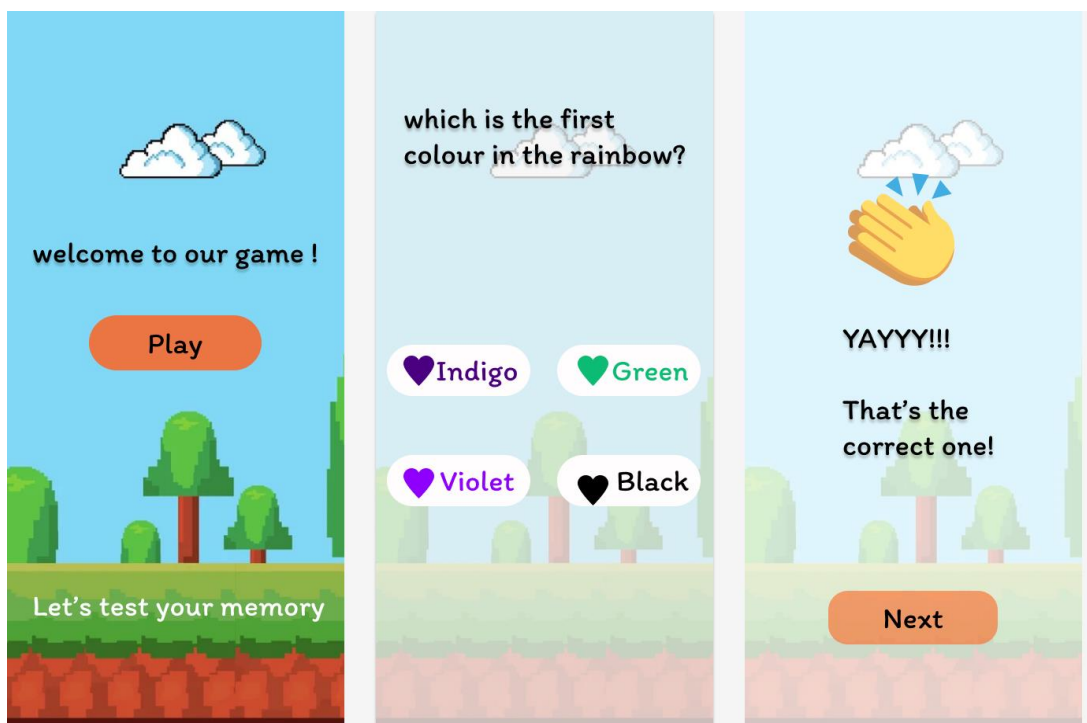 welcome to our game !
Play
Let's test your memory
which is the first
colour in the rainbow?
Indigo
Green
Violet
Black
YAYYY!!!
That's the
correct one!
Next